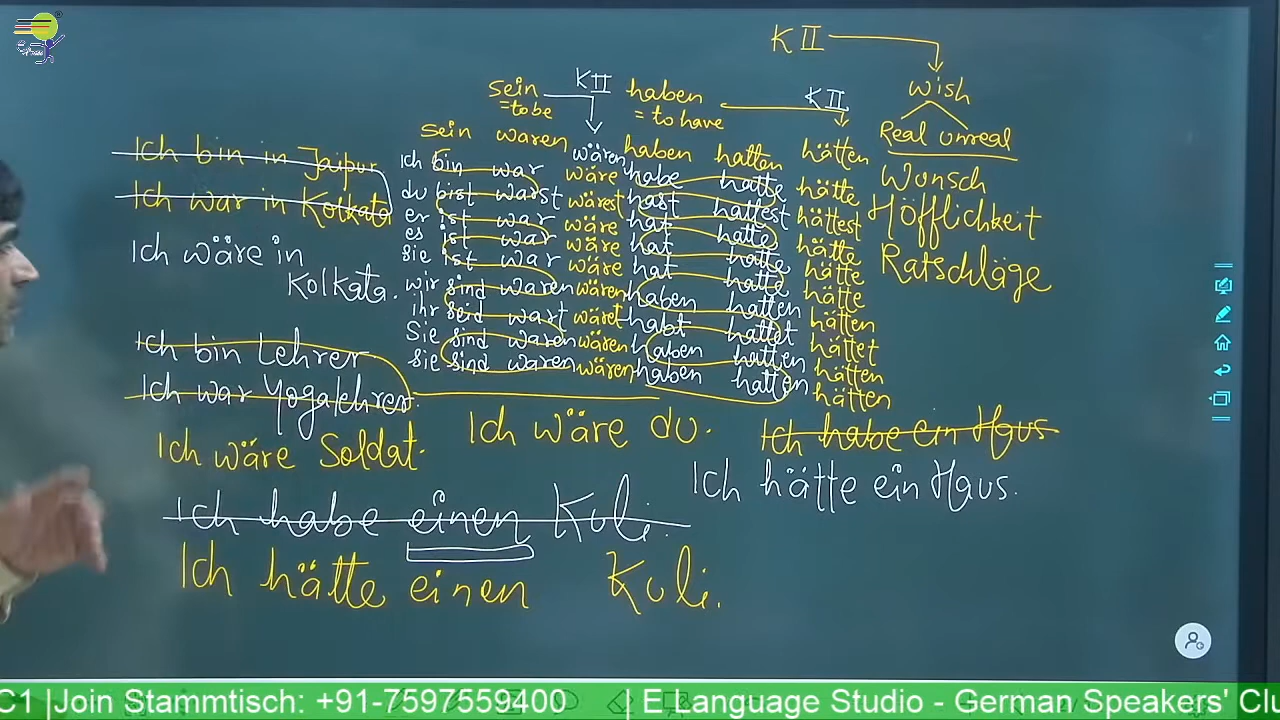 K II
wish
Real unreal
Wunsch
Höfflichkeit
Ratschläge
sein KII haben KII
=to be = to have
sein waren wären haben hatten hätten
Ich bin war wäre habe hatte hätte
du bist warst wärest hast hattest hättest
er ist war wäre hat hatte hätte
es ist war wäre hat hatte hätte
sie ist war wäre hat hatte hätte
wir sind waren wären haben hatten hätten
ihr seid wart wäret habt hattet hättet
Sie sind waren wären haben hatten hätten
sie sind waren wären haben hatten hätten
Ich bin in Jaipur
Ich war in Kolkata
Ich wäre in
Kolkata.
Ich bin Lehrer
Ich war Yogalehrer
Ich wäre Soldat.
Ich wäre du.
Ich habe ein Haus
Ich hätte ein Haus.
Ich habe einen Kuli.
Ich hätte einen Kuli.
C1 |Join Stammtisch: +91-7597559400 | E Language Studio - German Speakers' Clu